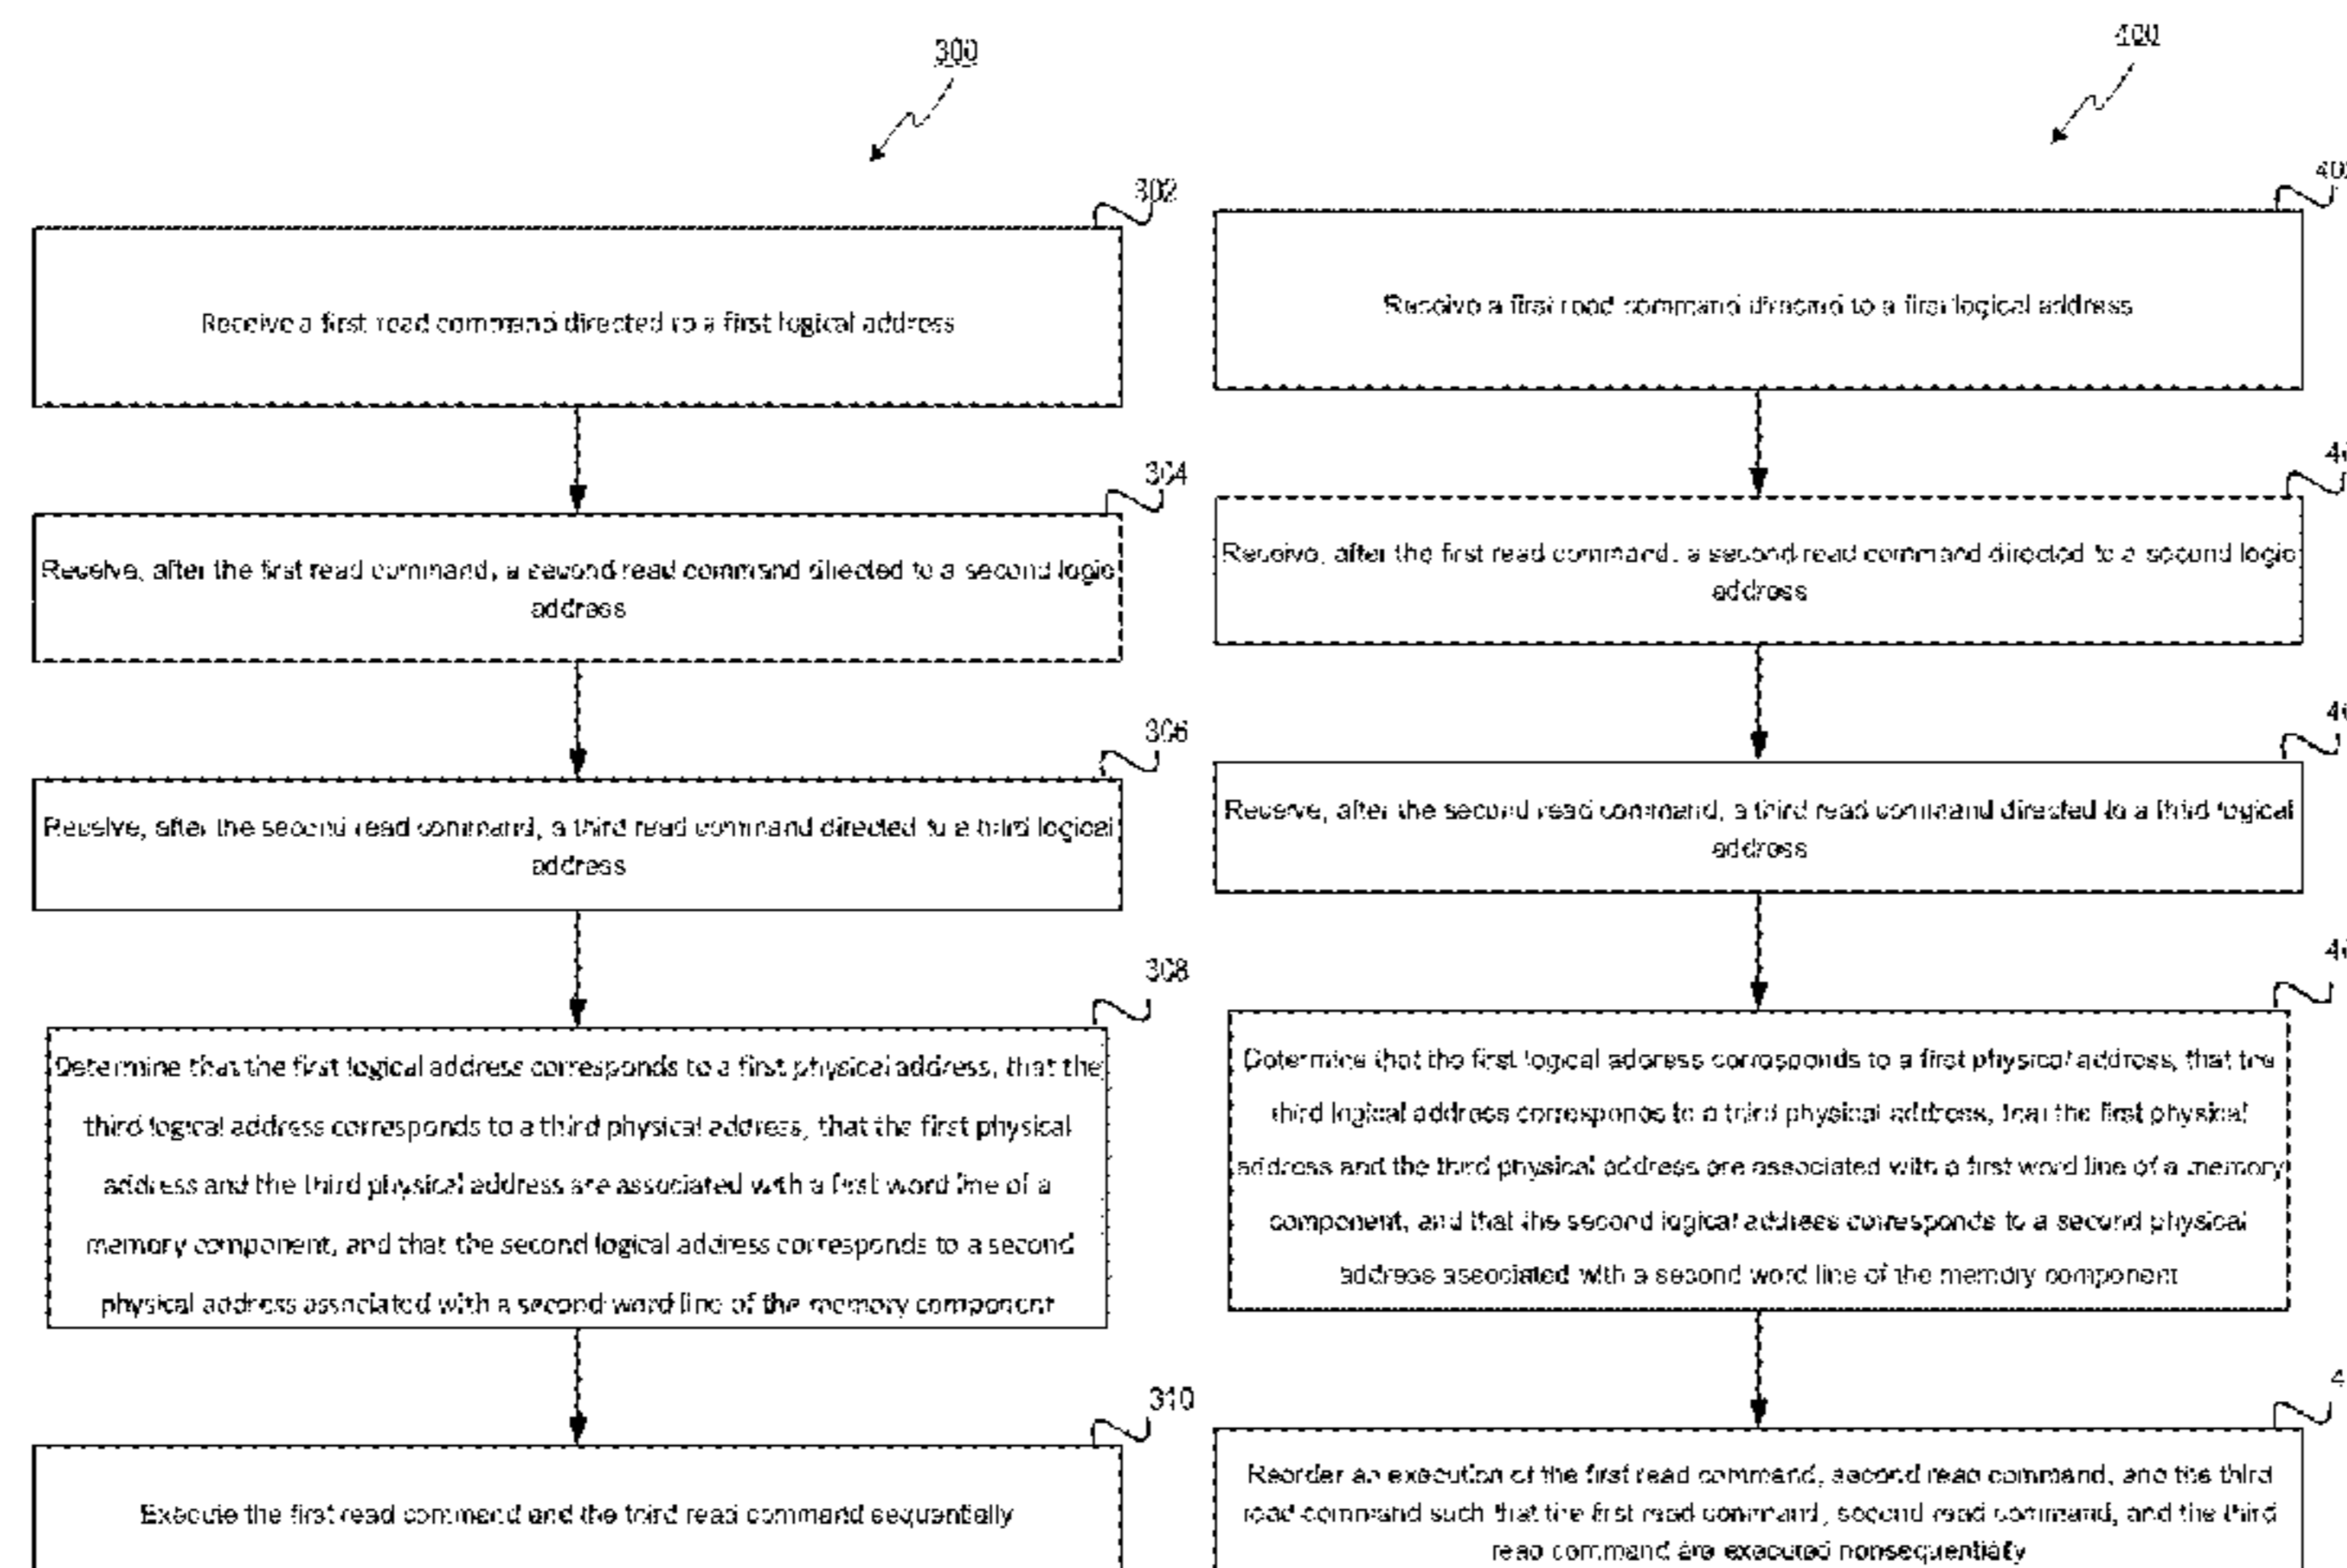 300
302
Receive a first read command directed to a first logical address
304
Receive, after the first read command, a second read command directed to a second logic
address
306
Receive, after the second read command, a third read command directed to a third logical
address
308
Determine that the first logical address corresponds to a first physical address, that the
third logical address corresponds to a third physical address, that the first physical
address and the third physical address are associated with a first word line of a
memory component, and that the second logical address corresponds to a second
physical address associated with a second word line of the memory component
310
Execute the first read command and the third read command sequentially
400
Receive a first read command directed to a first logical address
Receive, after the first read command, a second read command directed to a second logic
address
Receive, after the second read command, a third read command directed to a third logical
address
Determine that the first logical address corresponds to a first physical address, that the
third logical address corresponds to a third physical address, that the first physical
address and the third physical address are associated with a first word line of a memory
component, and that the second logical address corresponds to a second physical
address associated with a second word line of the memory component
Reorder an execution of the first read command, second read command, and the third
read command such that the first read command, second read command, and the third
read command are executed nonsequentially